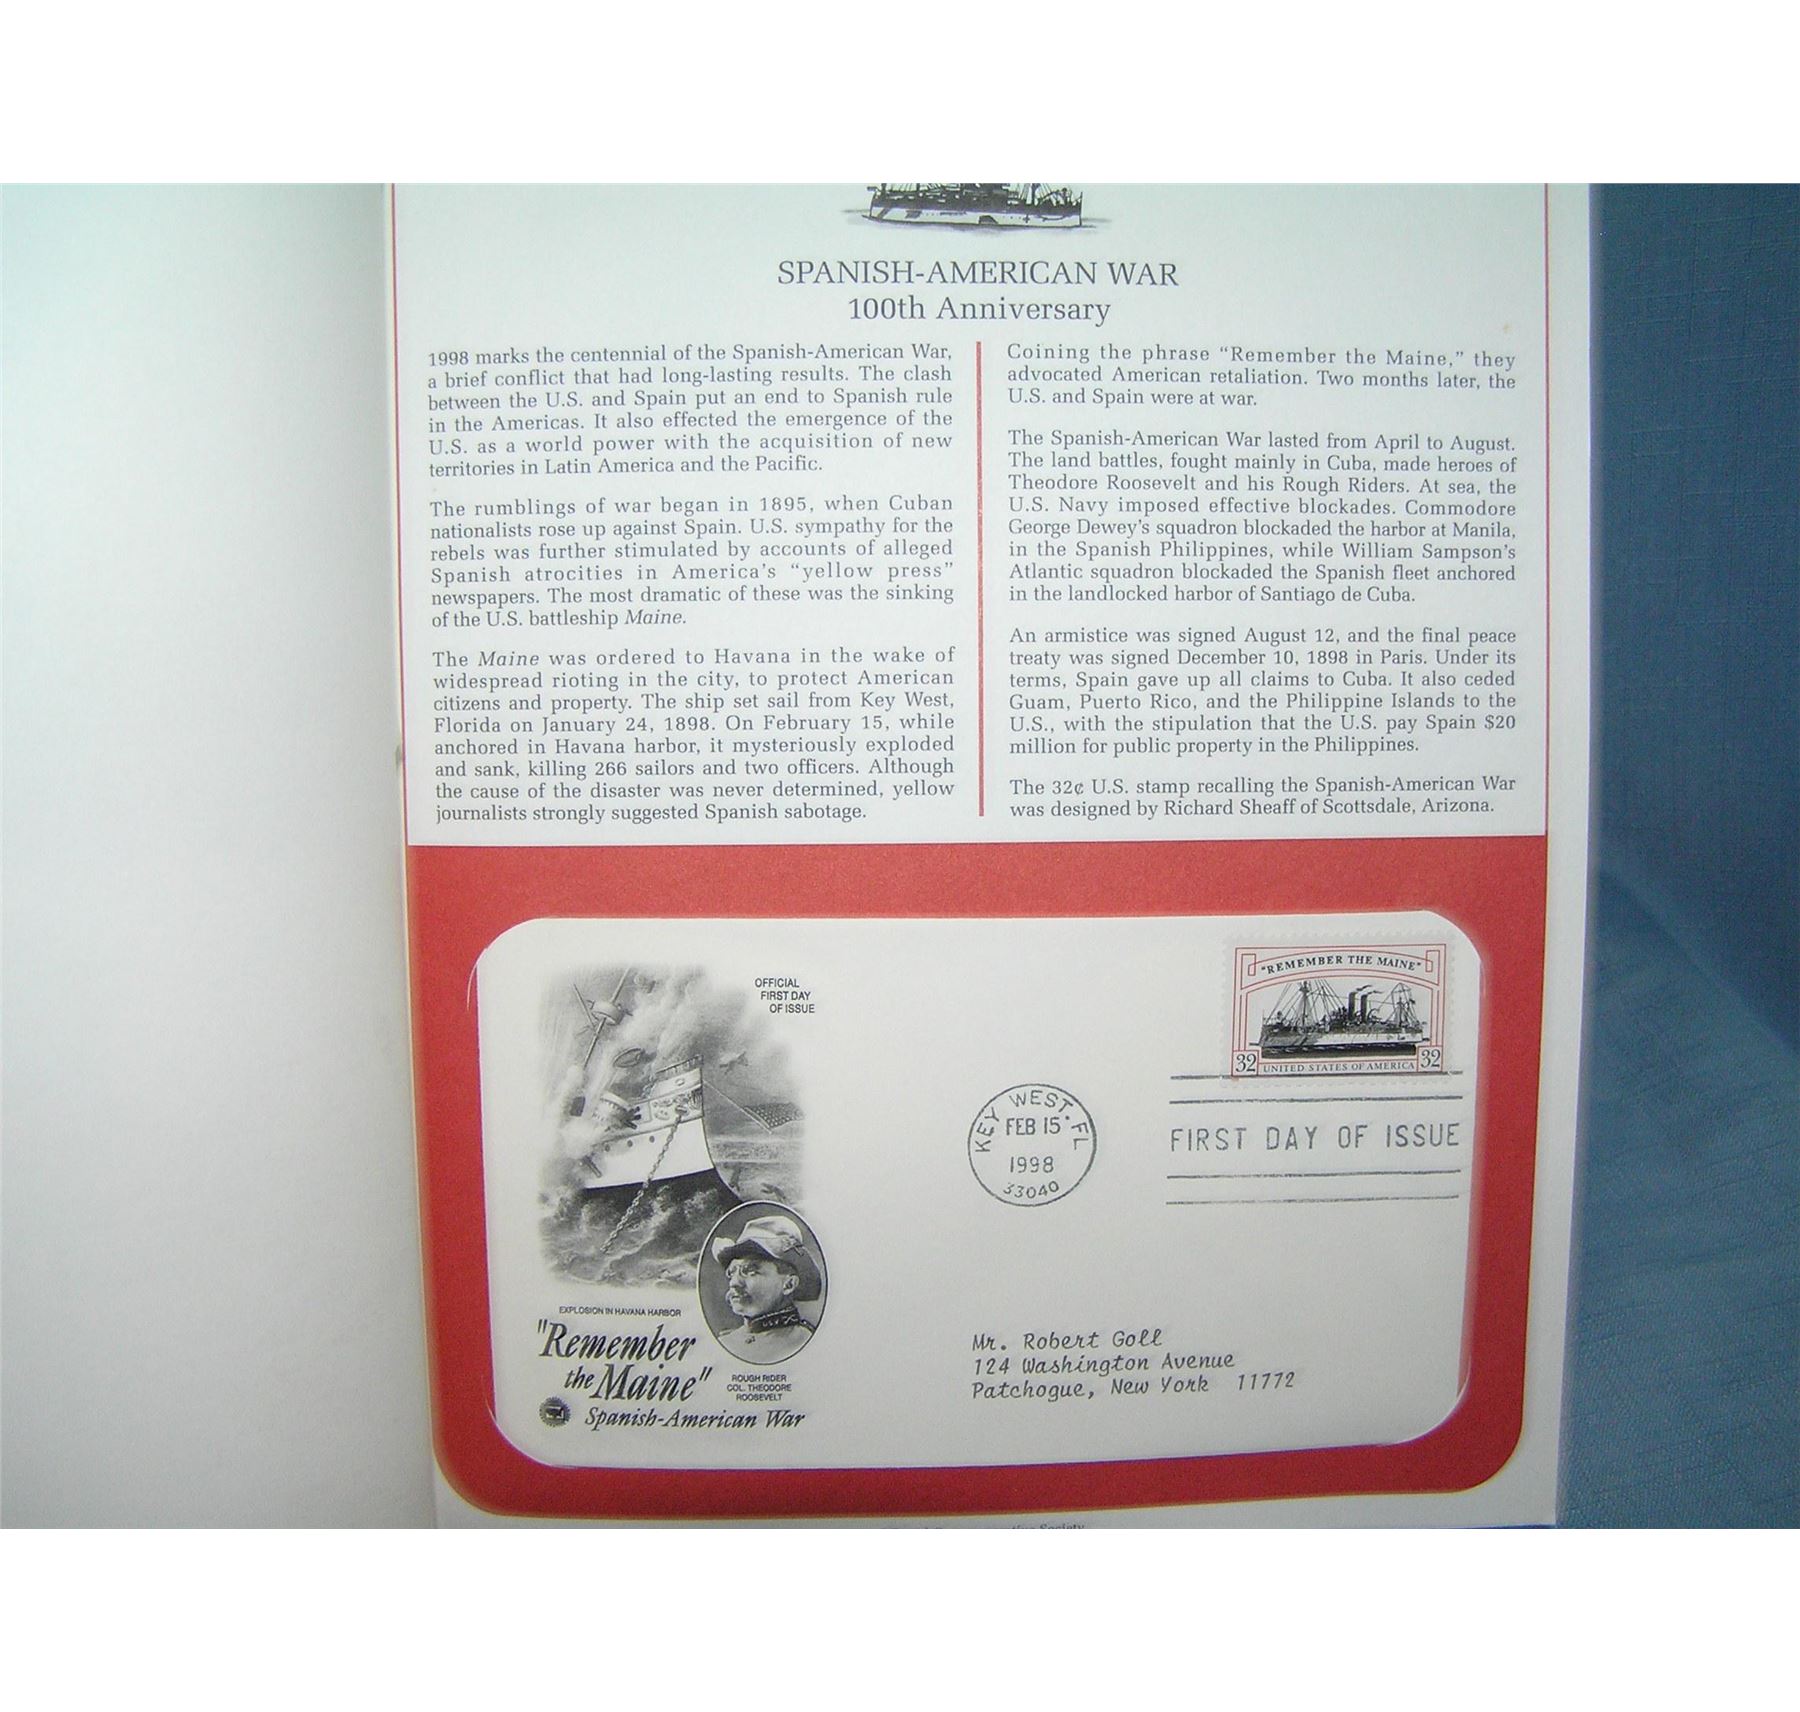 SPANISH-AMERICAN WAR
100th Anniversary
1998 marks the centennial of the Spanish-American War,
a brief conflict that had long-lasting results. The clash
between the U.S. and Spain put an end to Spanish rule
in the Americas. It also effected the emergence of the
U.S. as a world power with the acquisition of new
territories in Latin America and the Pacific.
The rumblings of war began in 1895, when Cuban
nationalists rose up against Spain. U.S. sympathy for the
rebels was further stimulated by accounts of alleged
Spanish atrocities in America's "yellow press"
newspapers. The most dramatic of these was the sinking
of the U.S. battleship Maine.
The Maine was ordered to Havana in the wake of
widespread rioting in the city, to protect American
citizens and property. The ship set sail from Key West,
Florida on January 24, 1898. On February 15, while
anchored in Havana harbor, it mysteriously exploded
and sank, killing 266 sailors and two officers. Although
the cause of the disaster was never determined, yellow
journalists strongly suggested Spanish sabotage.
Coining the phrase "Remember the Maine," they
advocated American retaliation. Two months later, the
U.S. and Spain were at war.
The Spanish-American War lasted from April to August.
The land battles, fought mainly in Cuba, made heroes of
Theodore Roosevelt and his Rough Riders. At sea, the
U.S. Navy imposed effective blockades. Commodore
George Dewey's squadron blockaded the harbor at Manila,
in the Spanish Philippines, while William Sampson's
Atlantic squadron blockaded the Spanish fleet anchored
in the landlocked harbor of Santiago de Cuba.
An armistice was signed August 12, and the final peace
treaty was signed December 10, 1898 in Paris. Under its
terms, Spain gave up all claims to Cuba. It also ceded
Guam, Puerto Rico, and the Philippine Islands to the
U.S., with the stipulation that the U.S. pay Spain $20
million for public property in the Philippines.
The 32¢ U.S. stamp recalling the Spanish-American War
was designed by Richard Sheaff of Scottsdale, Arizona.
OFFICIAL
FIRST DAY
OF ISSUE
"REMEMBER THE MAINE"
32 UNITED STATES OF AMERICA 32
KEY WEST, FL
FEB 15
1998
33040
FIRST DAY OF ISSUE
EXPLOSION IN HAVANA HARBOR
"Remember
the Maine"
Spanish-American War
ROUGH RIDER
COL. THEODORE
ROOSEVELT
Mr. Robert Goll
124 Washington Avenue
Patchogue, New York 11772
Society